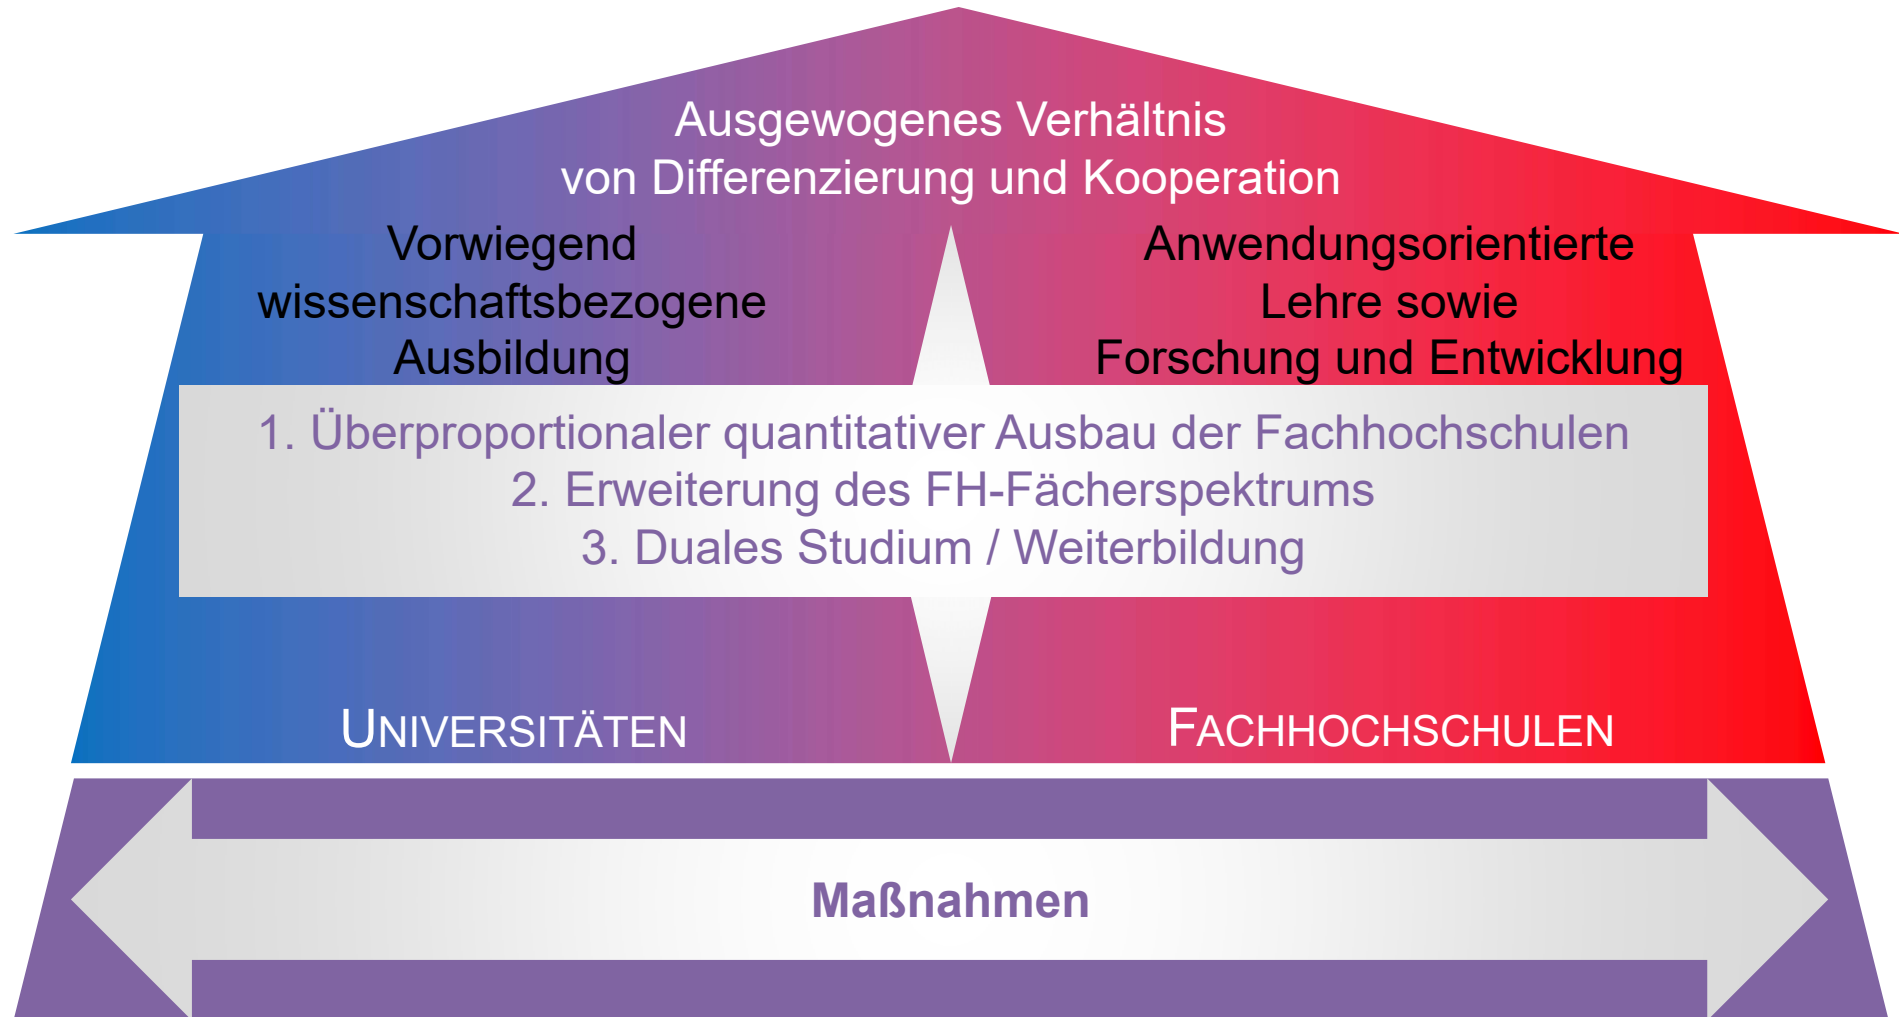 Ausgewogenes Verhältnis
von Differenzierung und Kooperation
Vorwiegend
wissenschaftsbezogene
Ausbildung
Anwendungsorientierte
Lehre sowie
Forschung und Entwicklung
1. Überproportionaler quantitativer Ausbau der Fachhochschulen
2. Erweiterung des FH-Fächerspektrums
3. Duales Studium / Weiterbildung
UNIVERSITÄTEN
FACHHOCHSCHULEN
Maßnahmen